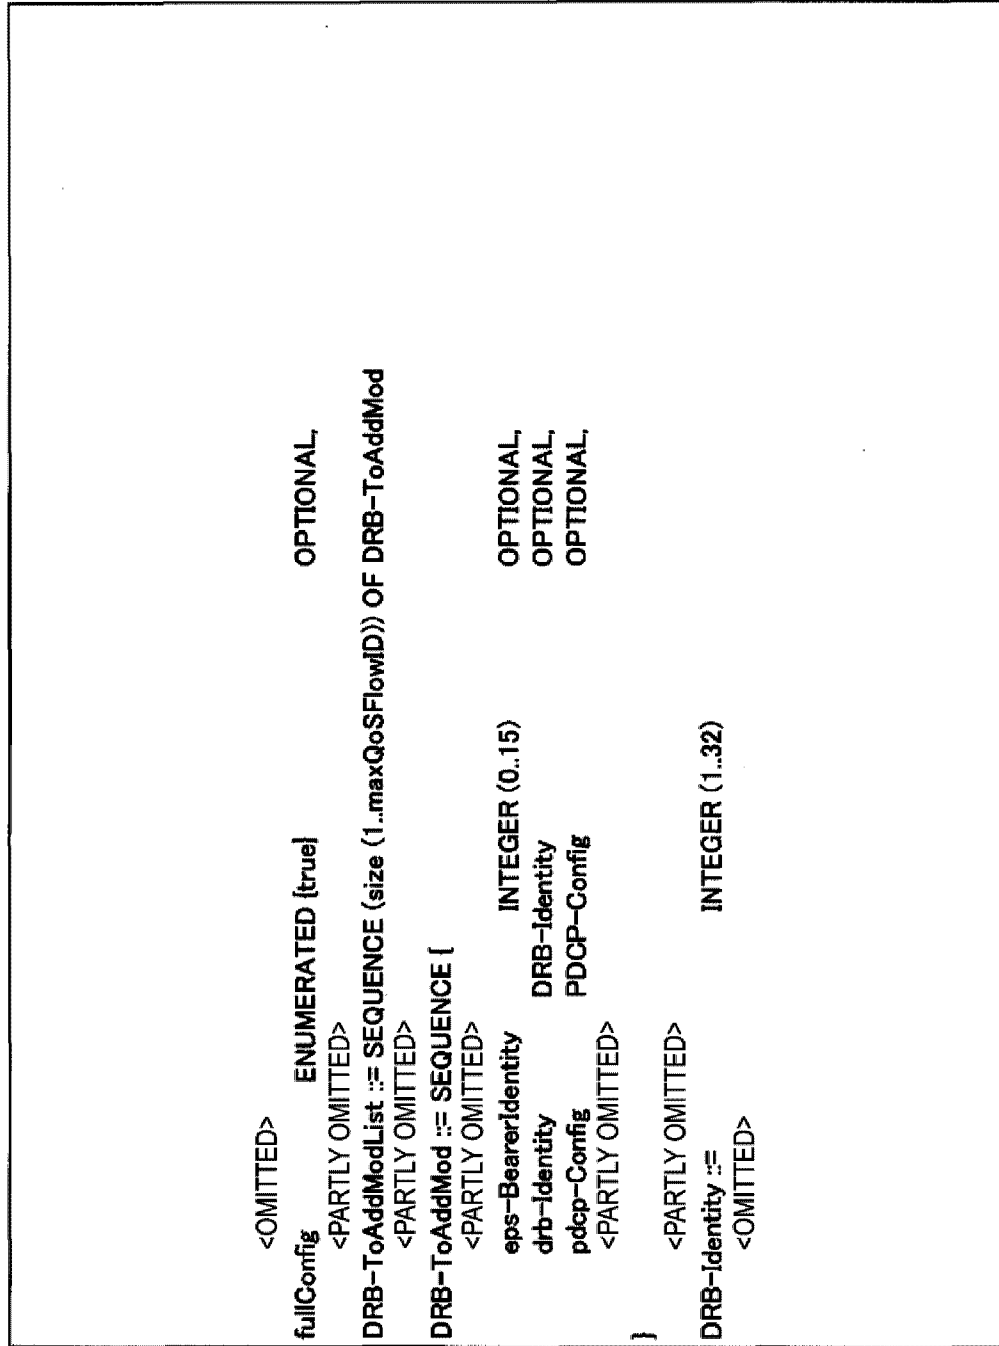 <OMITTED>
fullConfig ENUMERATED {true} OPTIONAL,
<PARTLY OMITTED>
DRB-ToAddModList ::= SEQUENCE (size (1..maxQoSFlowID)) OF DRB-ToAddMod
<PARTLY OMITTED>
DRB-ToAddMod ::= SEQUENCE {
<PARTLY OMITTED>
eps-BearerIdentity INTEGER (0..15) OPTIONAL,
drb-Identity DRB-Identity OPTIONAL,
pdcp-Config PDCP-Config OPTIONAL,
<PARTLY OMITTED>
}
<PARTLY OMITTED>
DRB-Identity ::= INTEGER (1..32)
<OMITTED>